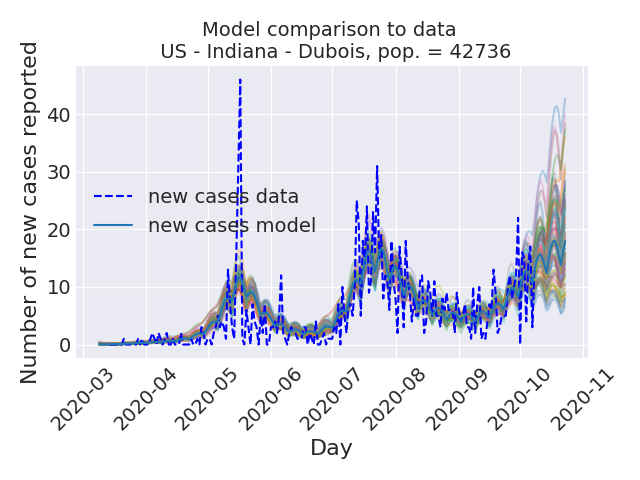 Model comparison to data
US - Indiana - Dubois, pop. = 42736
Number of new cases reported
40
30
20
10
0
new cases data
new cases model
2020-03
2020-04
2020-05
2020-06
2020-07
2020-08
2020-09
2020-10
2020-11
Day